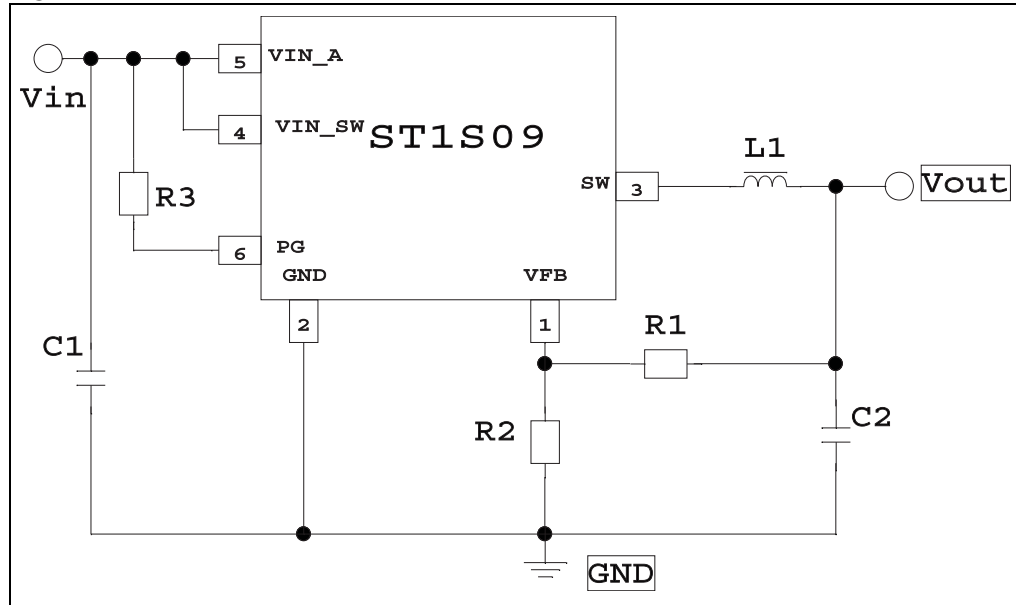 Vin
5
VIN_A
4
VIN_SW
ST1S09
R3
6
PG
GND
2
VFB
1
SW
3
L1
Vout
C1
R1
R2
C2
GND